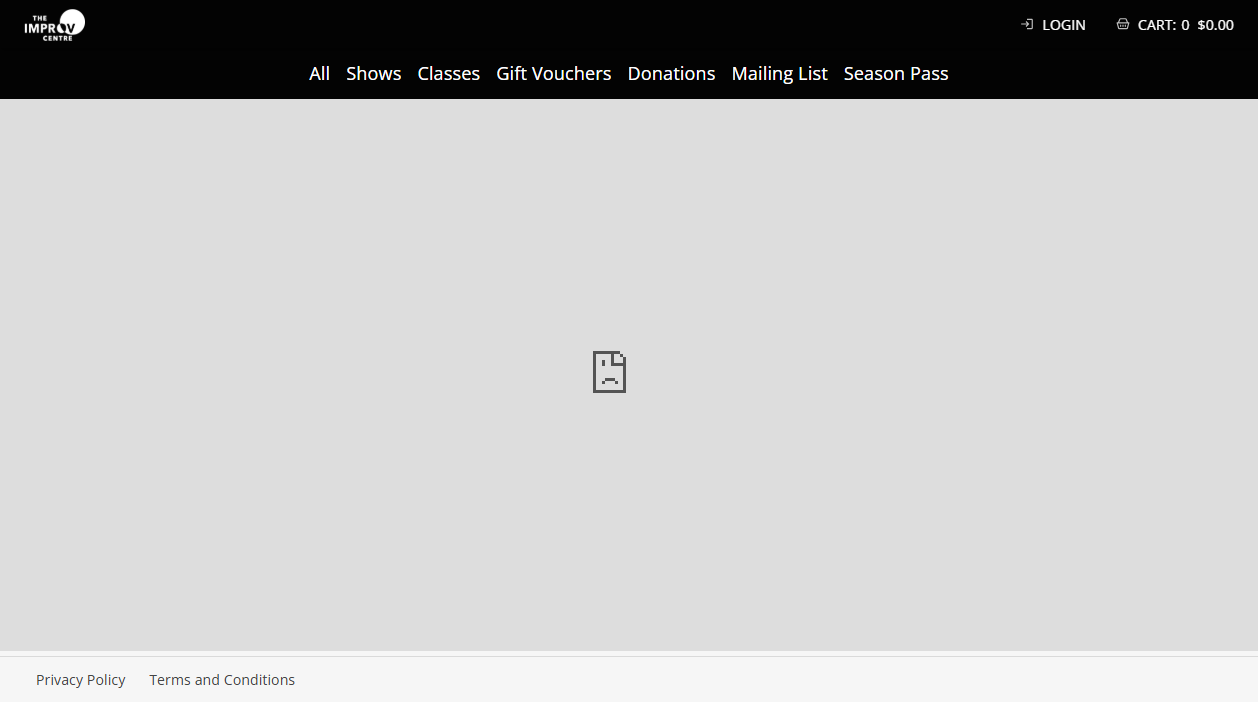 THE
IMPROV
CENTRE
LOGIN CART: 0 $0.00
All Shows Classes Gift Vouchers Donations Mailing List Season Pass
Privacy Policy Terms and Conditions